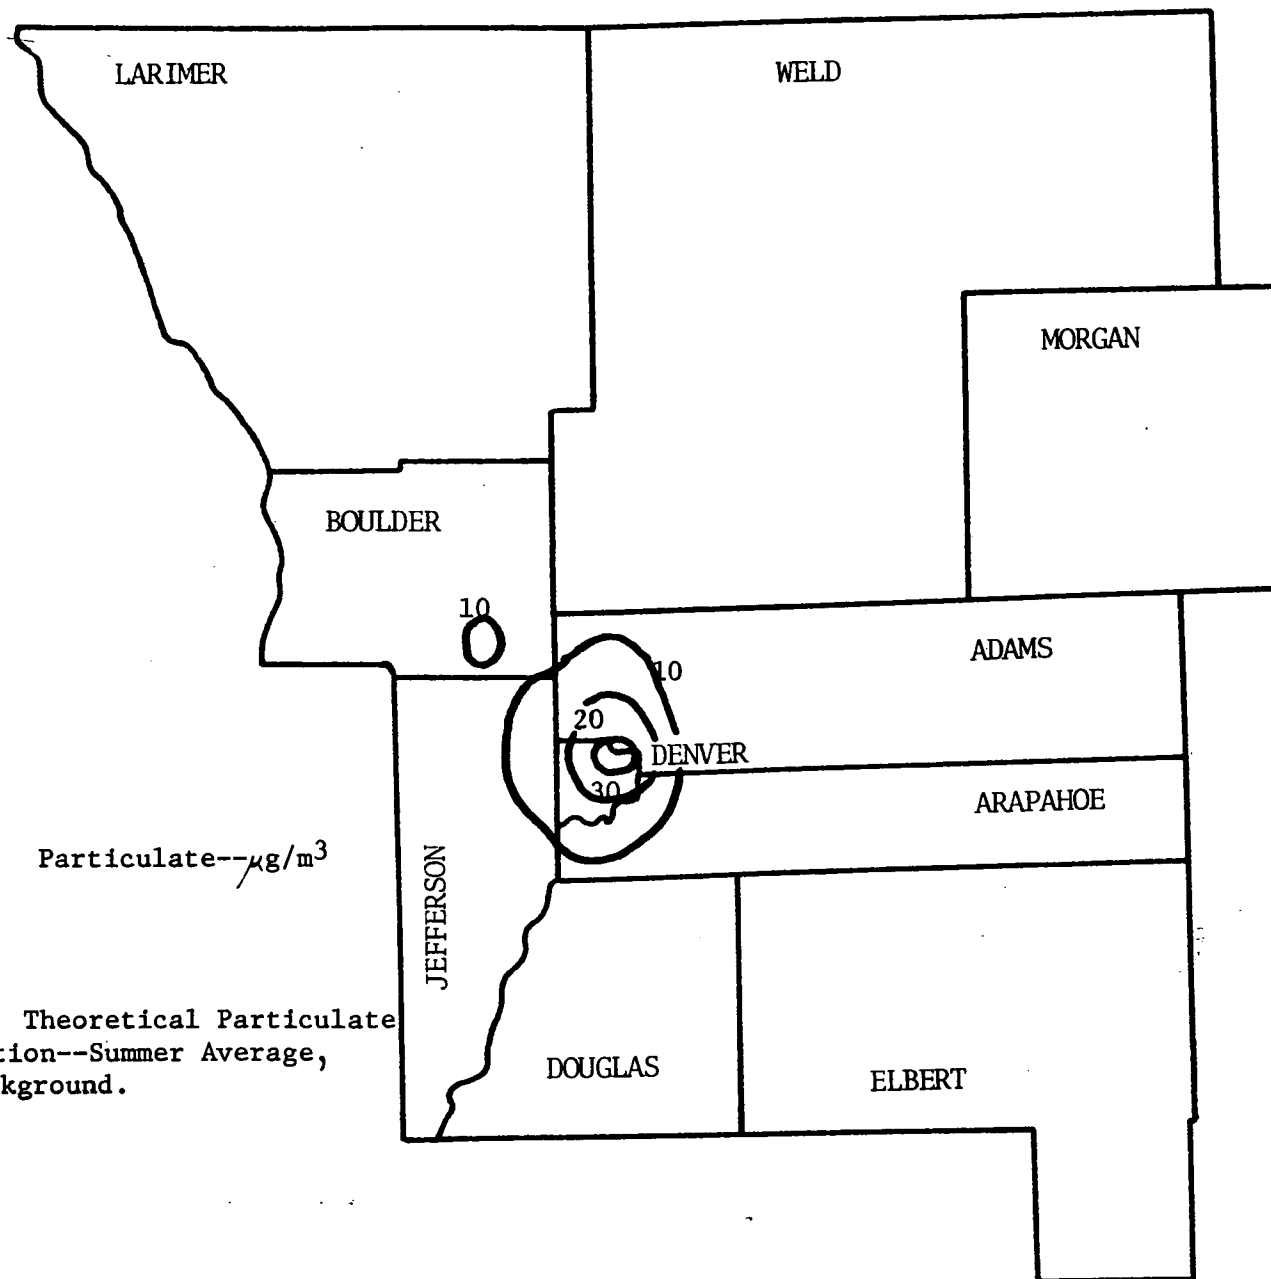 LARIMER
WELD
MORGAN
BOULDER
10
ADAMS
10
20
DENVER
30
ARAPAHOE
Particulate--μg/m³
JEFFERSON
Theoretical Particulate
tion--Summer Average,
kground.
DOUGLAS
ELBERT